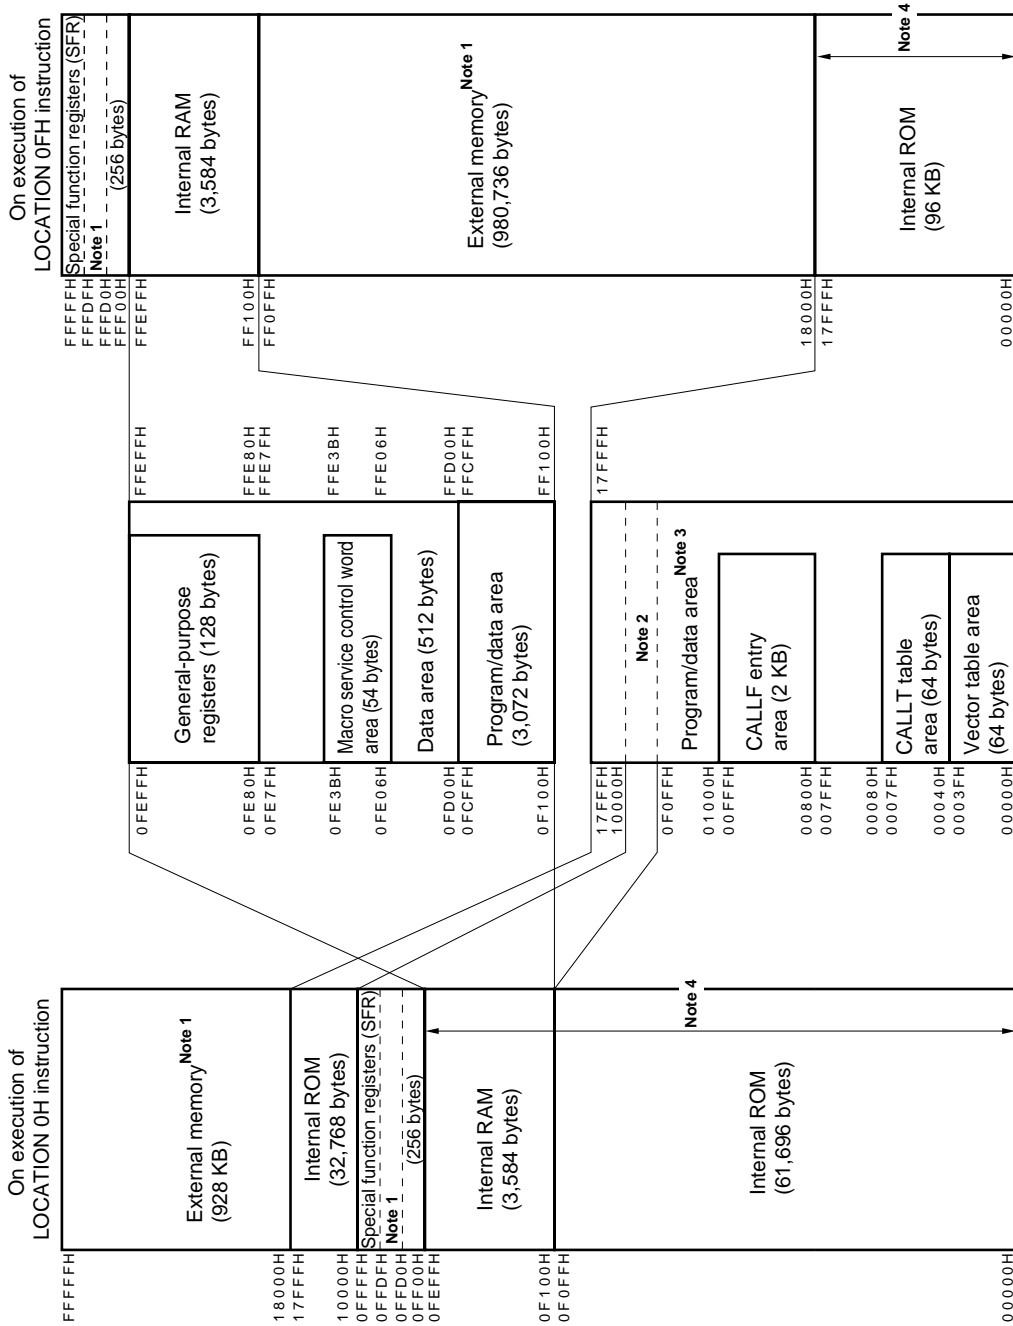 On execution of
LOCATION 0H instruction
FFFFFH
External memory Note 1
(928 KB)
18000H
17FFFH
Internal ROM
(32,768 bytes)
10000H
0FFFFH
Special function registers (SFR)
0FFDFH
Note 1
0FFD0H
0FF00H
(256 bytes)
0FEFFH
Internal RAM
(3,584 bytes)
0F100H
0F0FFH
Internal ROM
(61,696 bytes)
00000H
Note 4
0FEFFH
General-purpose
registers (128 bytes)
FFEFFH
0FE80H
FFE80H
0FE7FH
FFE7FH
0FE3BH
Macro service control word
area (54 bytes)
FFE3BH
0FE06H
FFE06H
Data area (512 bytes)
0FD00H
FFD00H
0FCFFH
FFCFFH
Program/data area
(3,072 bytes)
0F100H
FF100H
17FFFH
17FFFH
10000H
Note 2
0F0FFH
Program/data area Note 3
01000H
00FFFH
CALLF entry
area (2 KB)
00800H
007FFH
00080H
0007FH
CALLT table
area (64 bytes)
00040H
0003FH
Vector table area
(64 bytes)
00000H
On execution of
LOCATION 0FH instruction
FFFFFH
Special function registers (SFR)
FFFDFH
Note 1
FFFD0H
FFF00H
(256 bytes)
FFEFFH
Internal RAM
(3,584 bytes)
FF100H
FF0FFH
External memory Note 1
(980,736 bytes)
18000H
17FFFH
Internal ROM
(96 KB)
00000H
Note 4